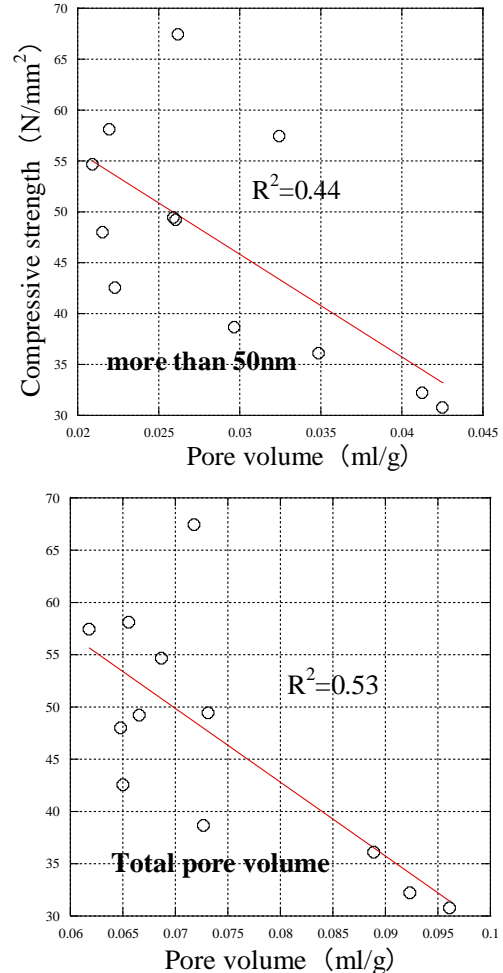 70
65
60
55
50
45
40
35
30
Compressive strength (N/mm²)
R²=0.44
more than 50nm
0.02 0.025 0.03 0.035 0.04 0.045
Pore volume (ml/g)
70
65
60
55
50
45
40
35
30
R²=0.53
Total pore volume
0.06 0.065 0.07 0.075 0.08 0.085 0.09 0.095 0.1
Pore volume (ml/g)